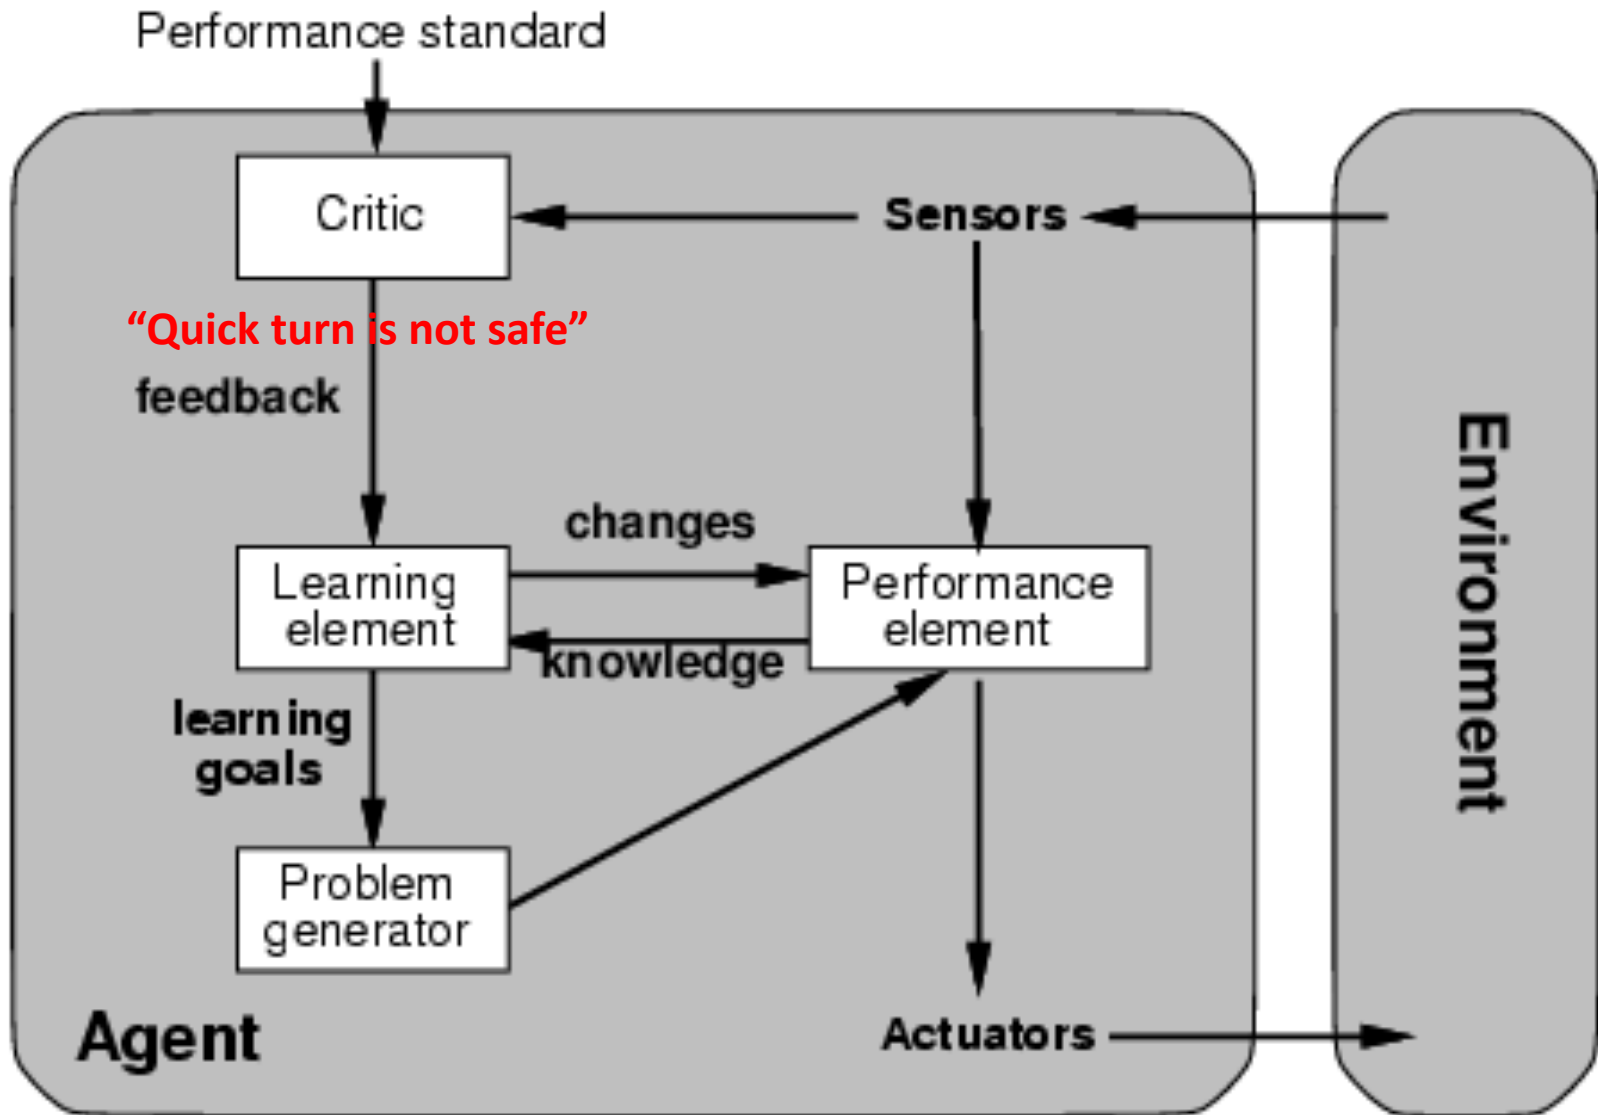 Performance standard
Critic
Sensors
“Quick turn is not safe”
feedback
changes
Learning
element
Performance
element
knowledge
learning
goals
Problem
generator
Agent
Actuators
Environment